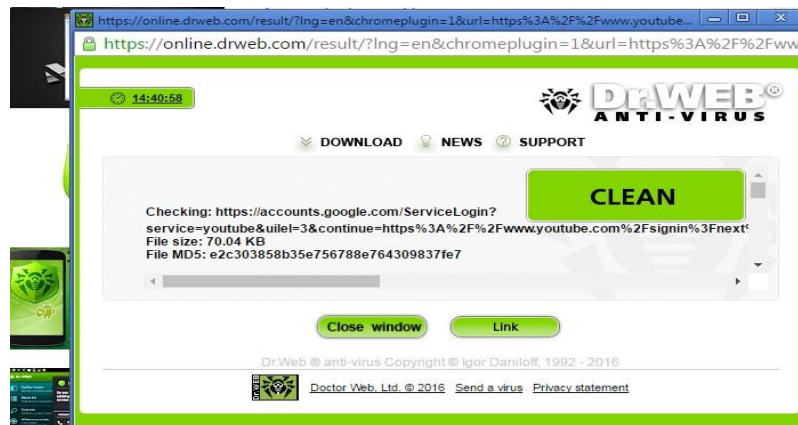 https://online.drweb.com/result/?lng=en&chromeplugin=1&url=https%3A%2F%2Fwww.youtube...
https://online.drweb.com/result/?lng=en&chromeplugin=1&url=https%3A%2F%2Fww
14:40:58
Dr.WEB®
ANTI-VIRUS
DOWNLOAD NEWS SUPPORT
CLEAN
Checking: https://accounts.google.com/ServiceLogin?
service=youtube&uilel=3&continue=https%3A%2F%2Fwww.youtube.com%2Fsignin%3Fnext%
File size: 70.04 KB
File MD5: e2c303858b35e756788e764309837fe7
Close window Link
Dr.Web ® anti-virus Copyright © Igor Daniloff, 1992 - 2016
Dr.WEB Doctor Web, Ltd. © 2016 Send a virus Privacy statement